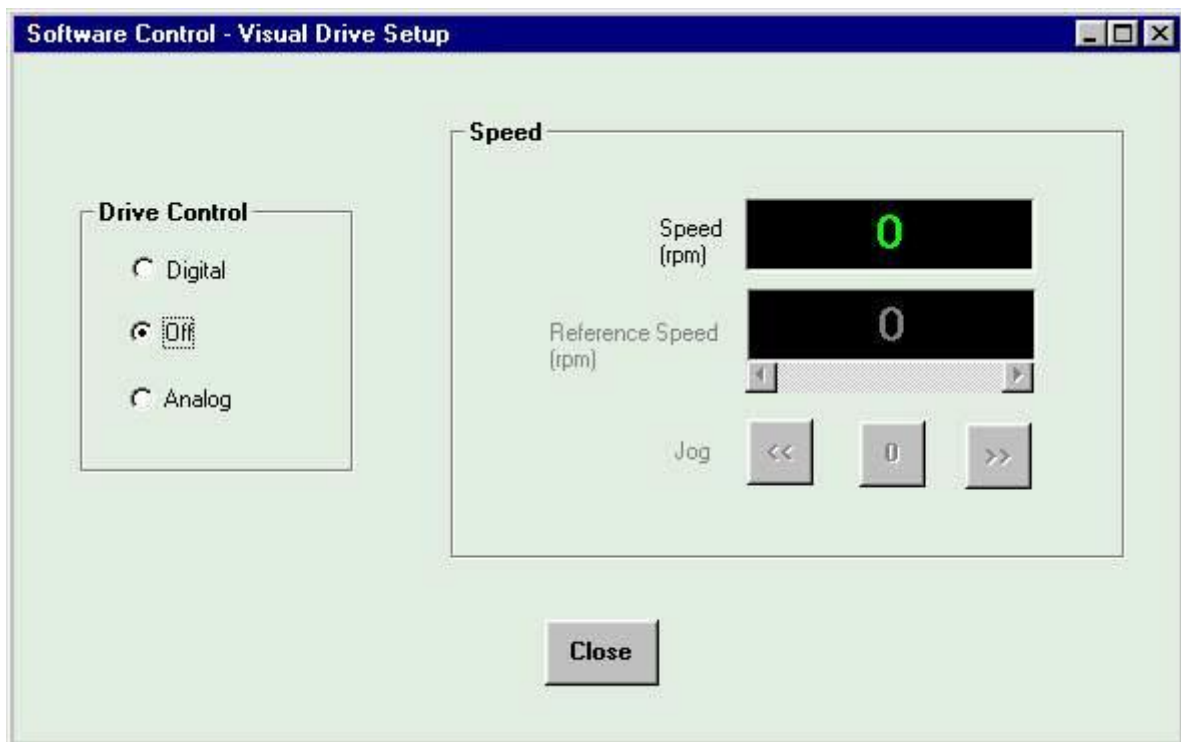 Software Control - Visual Drive Setup
Drive Control
Digital
Off
Analog
Speed
Speed
(rpm)
0
Reference Speed
(rpm)
0
Jog
<<
0
>>
Close